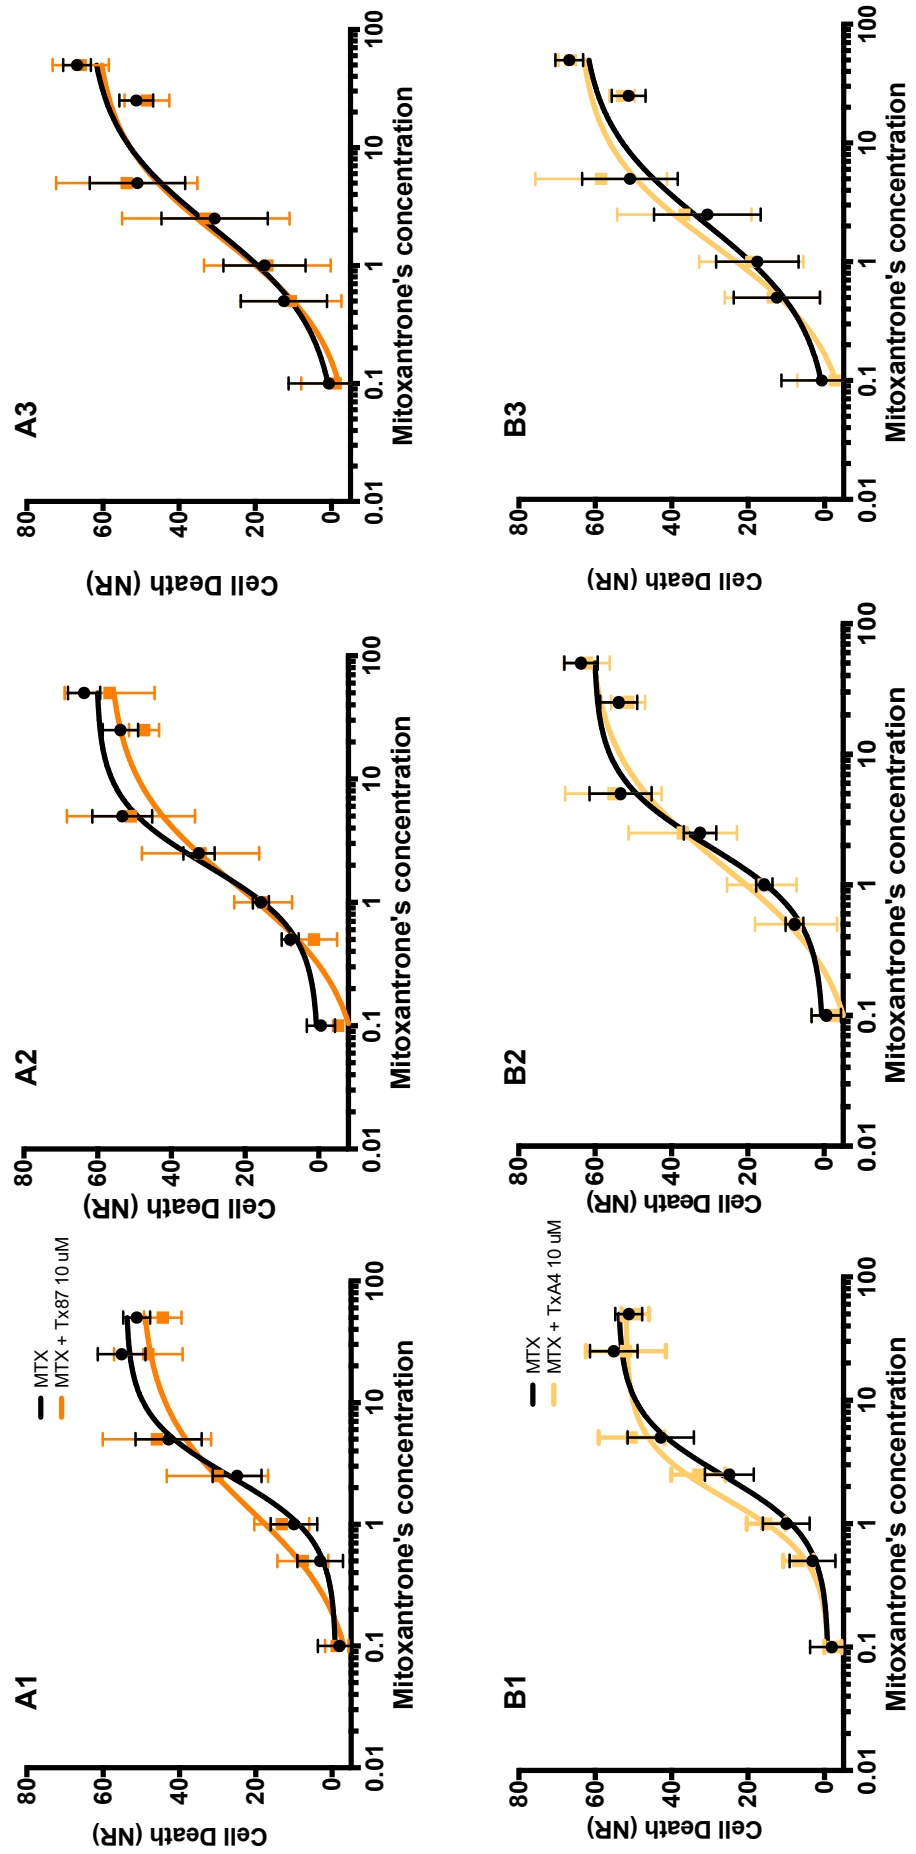 A1
MTX
MTX + Tx87 10 uM
Cell Death (NR)
80
60
40
20
0
0.01
0.1
1
10
100
Mitoxantrone's concentration
A2
Cell Death (NR)
80
60
40
20
0
0.01
0.1
1
10
100
Mitoxantrone's concentration
A3
Cell Death (NR)
80
60
40
20
0
0.01
0.1
1
10
100
Mitoxantrone's concentration
B1
MTX
MTX + TxA4 10 uM
Cell Death (NR)
80
60
40
20
0
0.01
0.1
1
10
100
Mitoxantrone's concentration
B2
Cell Death (NR)
80
60
40
20
0
0.01
0.1
1
10
100
Mitoxantrone's concentration
B3
Cell Death (NR)
80
60
40
20
0
0.01
0.1
1
10
100
Mitoxantrone's concentration